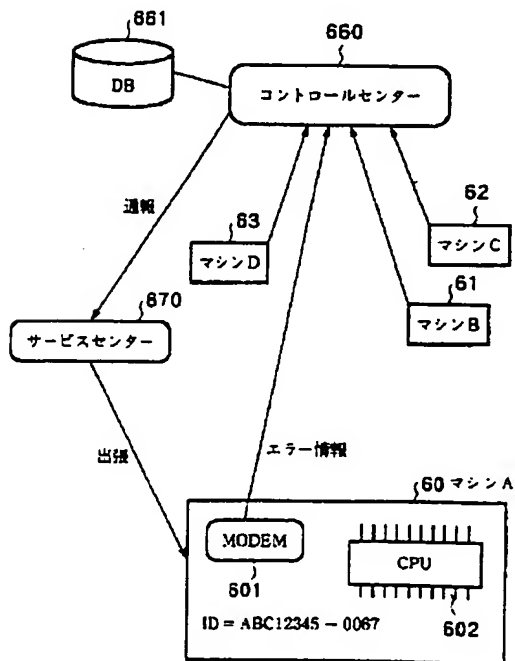 661
DB
660
コントロールセンター
通報
63
マシンD
62
マシンC
61
マシンB
670
サービスセンター
出張
エラー情報
60 マシンA
MODEM
601
CPU
602
ID = ABC12345 - 0067